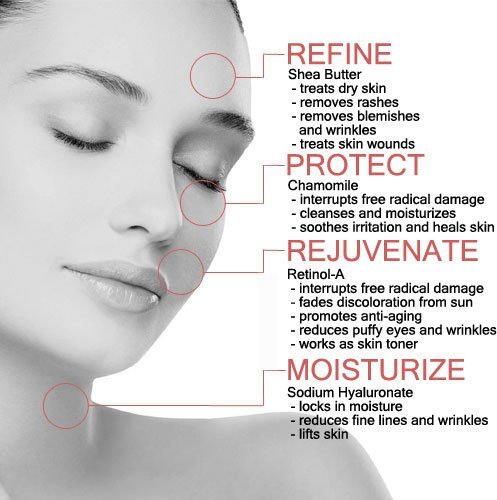 REFINE
Shea Butter
- treats dry skin
- removes rashes
- removes blemishes
and wrinkles
- treats skin wounds
PROTECT
Chamomile
- interrupts free radical damage
- cleanses and moisturizes
- soothes irritation and heals skin
REJUVENATE
Retinol-A
- interrupts free radical damage
- fades discoloration from sun
- promotes anti-aging
- reduces puffy eyes and wrinkles
- works as skin toner
MOISTURIZE
Sodium Hyaluronate
- locks in moisture
- reduces fine lines and wrinkles
- lifts skin